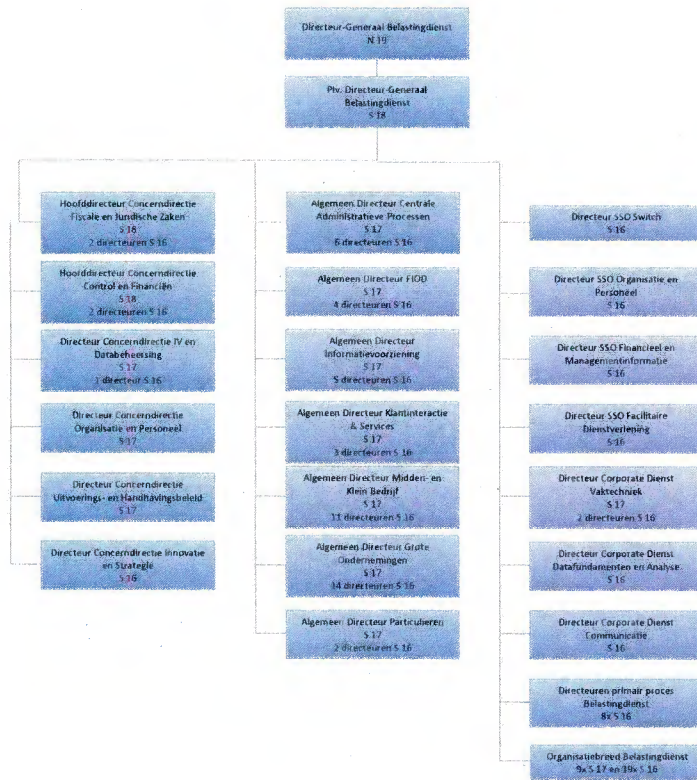 Directeur-Generaal Belastingdienst
N 19
Plv. Directeur-Generaal
Belastingdienst
S 18
Hoofddirecteur Concerndirectie
Fiscale en Juridische Zaken
S 18
2 directeuren S 16
Hoofddirecteur Concerndirectie
Control en Financiën
S 18
2 directeuren S 16
Directeur Concerndirectie IV en
Databeheersing
S 17
1 directeur S 16
Directeur Concerndirectie
Organisatie en Personeel
S 17
Directeur Concerndirectie
Uitvoerings- en Handhavingsbeleid
S 17
Directeur Concerndirectie Innovatie
en Strategie
S 16
Algemeen Directeur Centrale
Administratieve Processen
S 17
6 directeuren S 16
Algemeen Directeur FIOD
S 17
4 directeuren S 16
Algemeen Directeur
Informatievoorziening
S 17
5 directeuren S 16
Algemeen Directeur Klantinteractie
& Services
S 17
3 directeuren S 16
Algemeen Directeur Midden- en
Klein Bedrijf
S 17
11 directeuren S 16
Algemeen Directeur Grote
Ondernemingen
S 17
14 directeuren S 16
Algemeen Directeur Particulieren
S 17
2 directeuren S 16
Directeur SSO Switch
S 16
Directeur SSO Organisatie en
Personeel
S 16
Directeur SSO Financieel en
Managementinformatie
S 16
Directeur SSO Facilitaire
Dienstverlening
S 16
Directeur Corporate Dienst
Vaktechniek
S 17
2 directeuren S 16
Directeur Corporate Dienst
Datafundamenten en Analyse
S 16
Directeur Corporate Dienst
Communicatie
S 16
Directeuren primair proces
Belastingdienst
8x S 16
Organisatiebreed Belastingdienst
9x S 17 en 19x S 16